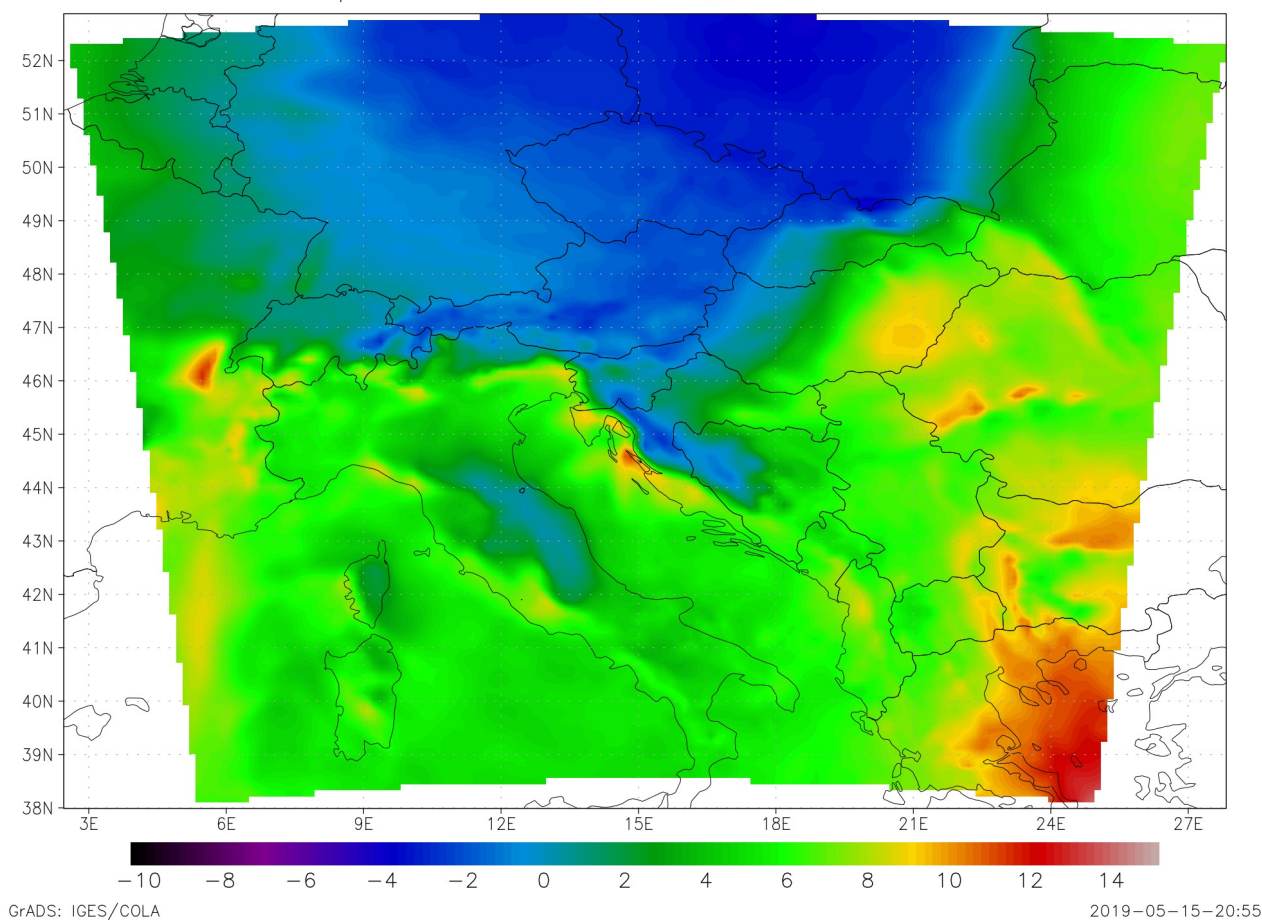 52N
51N
50N
49N
48N
47N
46N
45N
44N
43N
42N
41N
40N
39N
38N
3E 6E 9E 12E 15E 18E 21E 24E 27E
−10 −8 −6 −4 −2 0 2 4 6 8 10 12 14
GrADS: IGES/COLA 2019−05−15−20:55